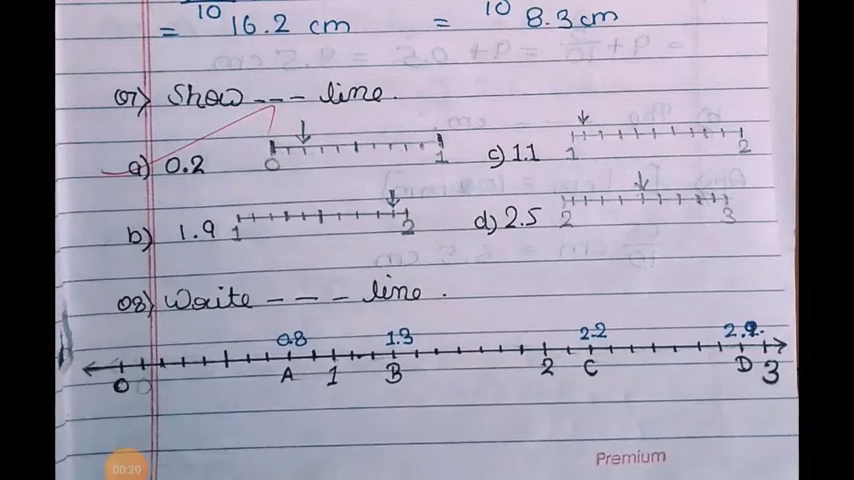 10 10
= 16.2 cm = 8.3 cm
07) Show --- line.
a) 0.2 0 1 c) 1.1 1 2
b) 1.9 1 2 d) 2.5 2 3
08) Write --- line.
0.8 1.3 2.2 2.9
0 A 1 B 2 C D 3
00:20
Premium